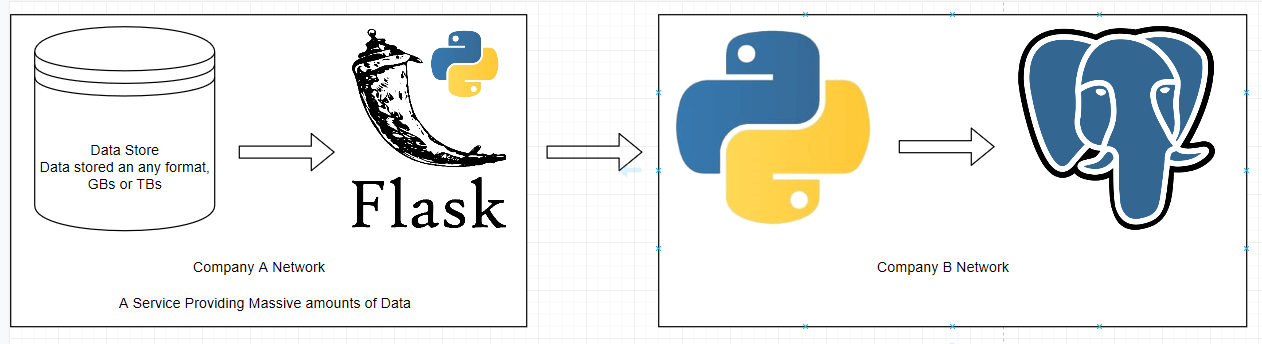 Data Store
Data stored an any format,
GBs or TBs
Flask
Company A Network
A Service Providing Massive amounts of Data
Company B Network